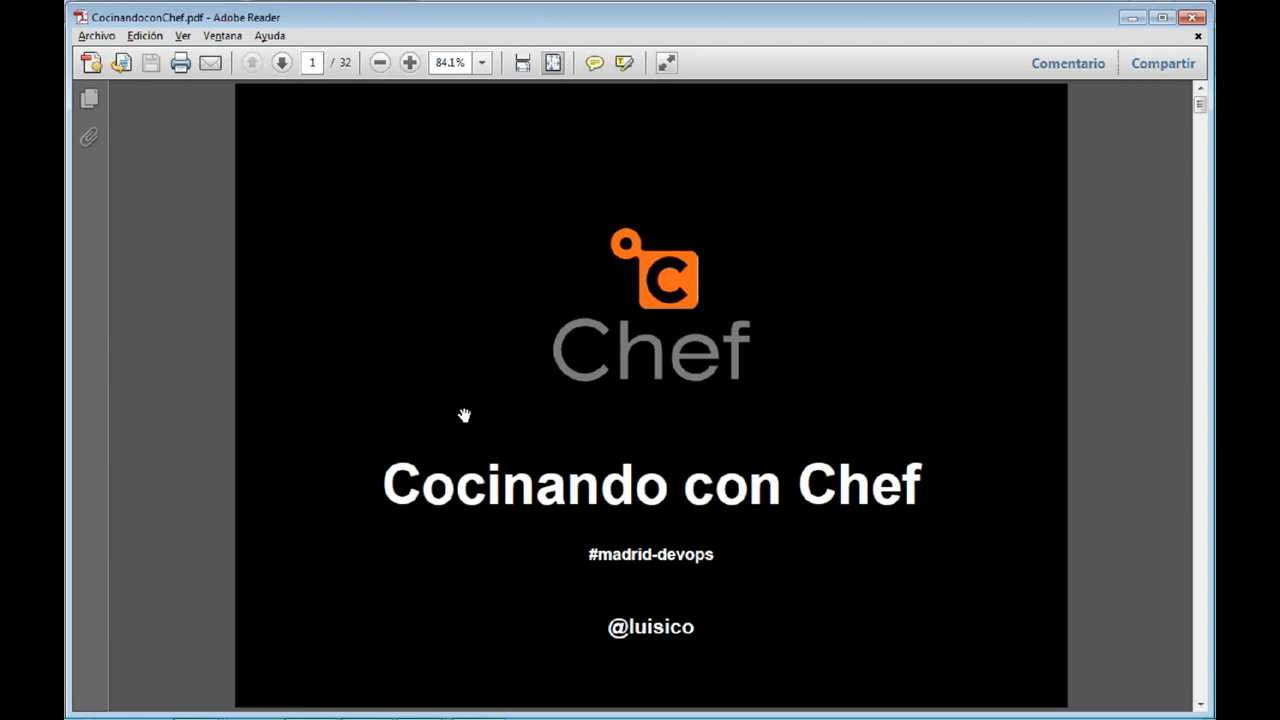 CocinandoconChef.pdf - Adobe Reader
Archivo Edición Ver Ventana Ayuda
1 / 32 84.1% Comentario Compartir
C
Chef
Cocinando con Chef
#madrid-devops
@luisico